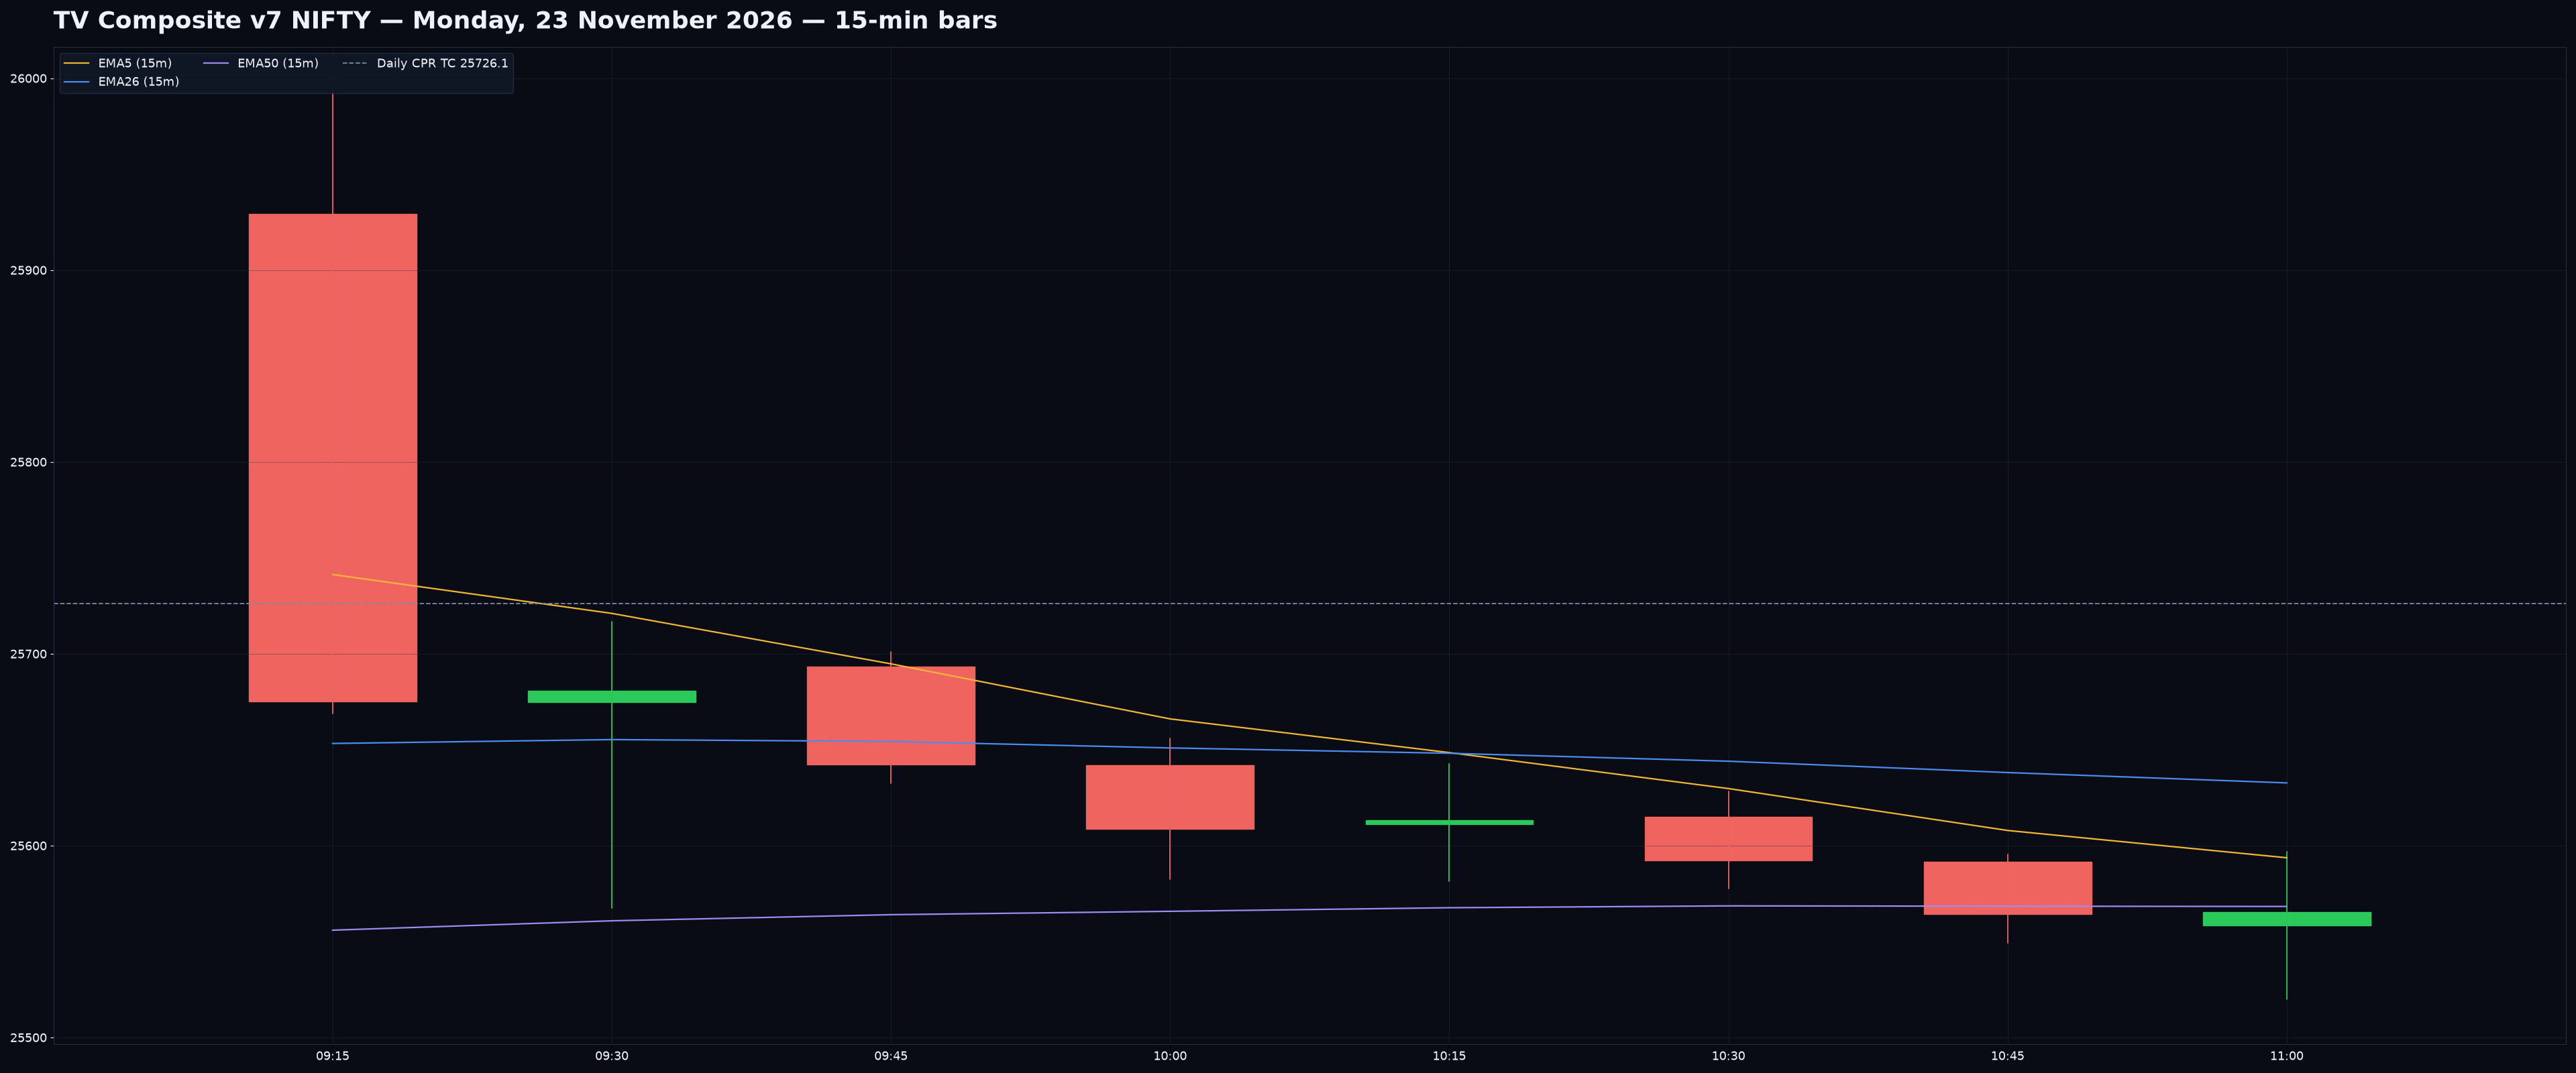 TV Composite v7 NIFTY — Monday, 23 November 2026 — 15-min bars
EMA5 (15m) EMA50 (15m) Daily CPR TC 25726.1
EMA26 (15m)
26000
25900
25800
25700
25600
25500
09:15 09:30 09:45 10:00 10:15 10:30 10:45 11:00